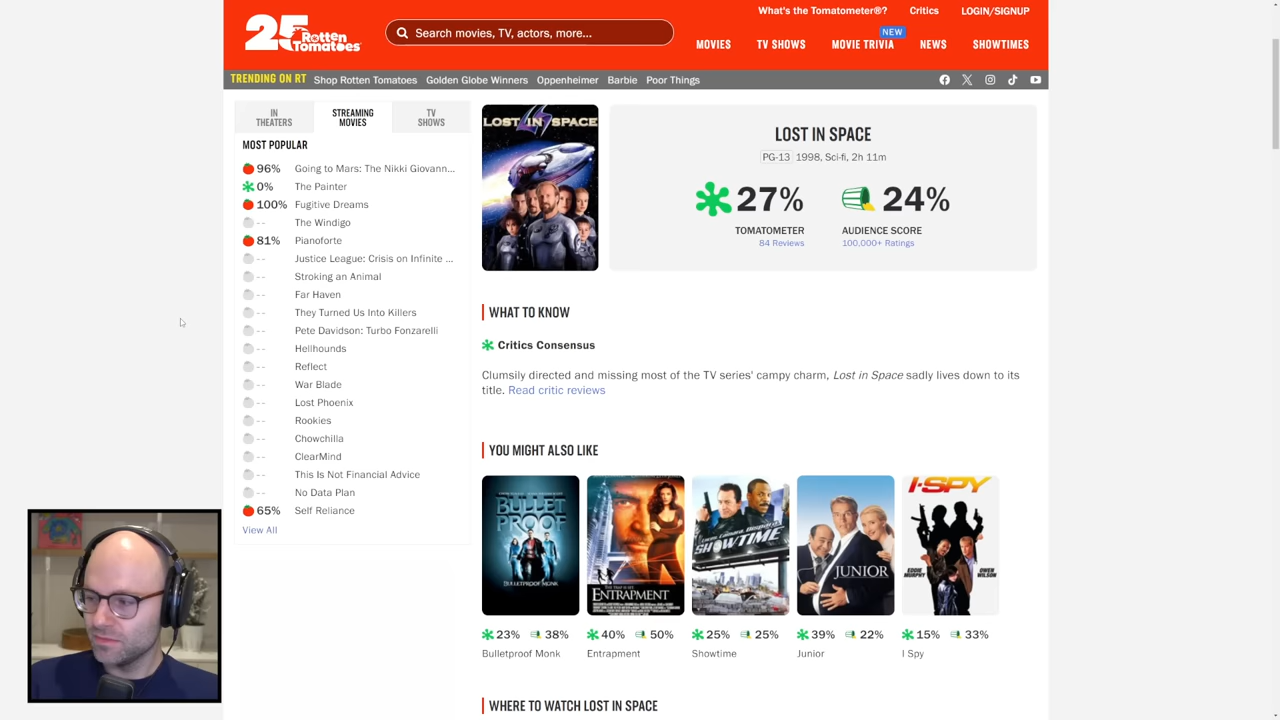 What's the Tomatometer®?
Critics
LOGIN/SIGNUP
25
Rotten
Tomatoes
Search movies, TV, actors, more...
MOVIES
TV SHOWS
MOVIE TRIVIA
NEW
NEWS
SHOWTIMES
TRENDING ON RT
Shop Rotten Tomatoes
Golden Globe Winners
Oppenheimer
Barbie
Poor Things
IN
THEATERS
STREAMING
MOVIES
TV
SHOWS
MOST POPULAR
96% Going to Mars: The Nikki Giovann...
0% The Painter
100% Fugitive Dreams
- - The Windigo
81% Pianoforte
- - Justice League: Crisis on Infinite ...
- - Stroking an Animal
- - Far Haven
- - They Turned Us Into Killers
- - Pete Davidson: Turbo Fonzarelli
- - Hellhounds
- - Reflect
- - War Blade
- - Lost Phoenix
- - Rookies
- - Chowchilla
- - ClearMind
- - This Is Not Financial Advice
- - No Data Plan
65% Self Reliance
View All
LOST IN SPACE
LOST IN SPACE
PG-13 1998, Sci-fi, 2h 11m
27%
TOMATOMETER
84 Reviews
24%
AUDIENCE SCORE
100,000+ Ratings
WHAT TO KNOW
Critics Consensus
Clumsily directed and missing most of the TV series' campy charm, Lost in Space sadly lives down to its
title. Read critic reviews
YOU MIGHT ALSO LIKE
BULLET
PROOF
BULLETPROOF MONK
ENTRAPMENT
SHOWTIME
JUNIOR
I-SPY
EDDIE
MURPHY
OWEN
WILSON
23% 38%
Bulletproof Monk
40% 50%
Entrapment
25% 25%
Showtime
39% 22%
Junior
15% 33%
I Spy
WHERE TO WATCH LOST IN SPACE